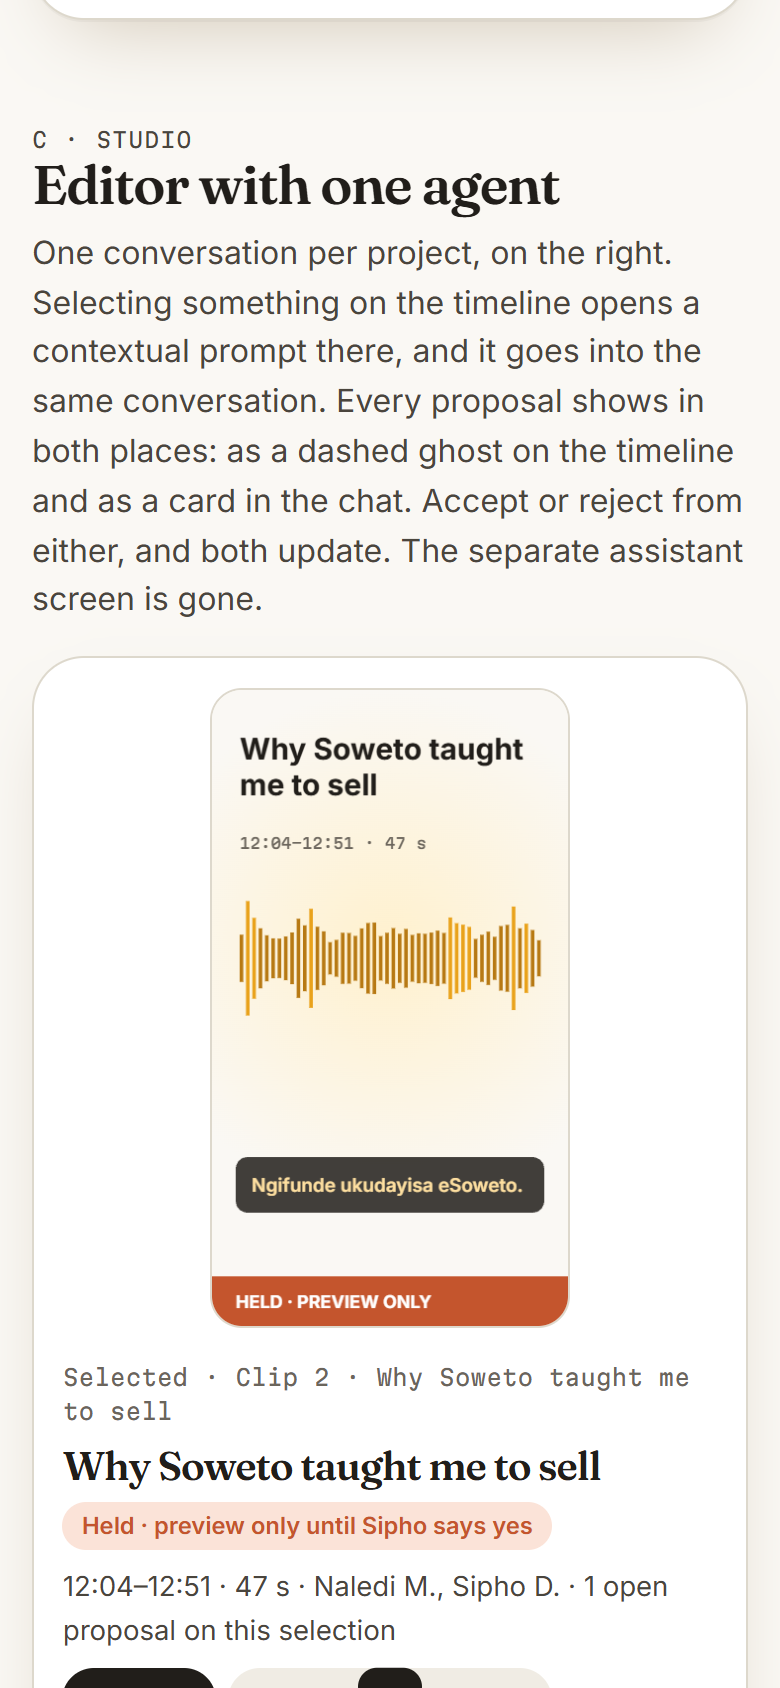 C · STUDIO
Editor with one agent
One conversation per project, on the right.
Selecting something on the timeline opens a
contextual prompt there, and it goes into the
same conversation. Every proposal shows in
both places: as a dashed ghost on the timeline
and as a card in the chat. Accept or reject from
either, and both update. The separate assistant
screen is gone.
Why Soweto taught
me to sell
12:04–12:51 · 47 s
Ngifunde ukudayisa eSoweto.
HELD · PREVIEW ONLY
Selected · Clip 2 · Why Soweto taught me
to sell
Why Soweto taught me to sell
Held · preview only until Sipho says yes
12:04–12:51 · 47 s · Naledi M., Sipho D. · 1 open
proposal on this selection